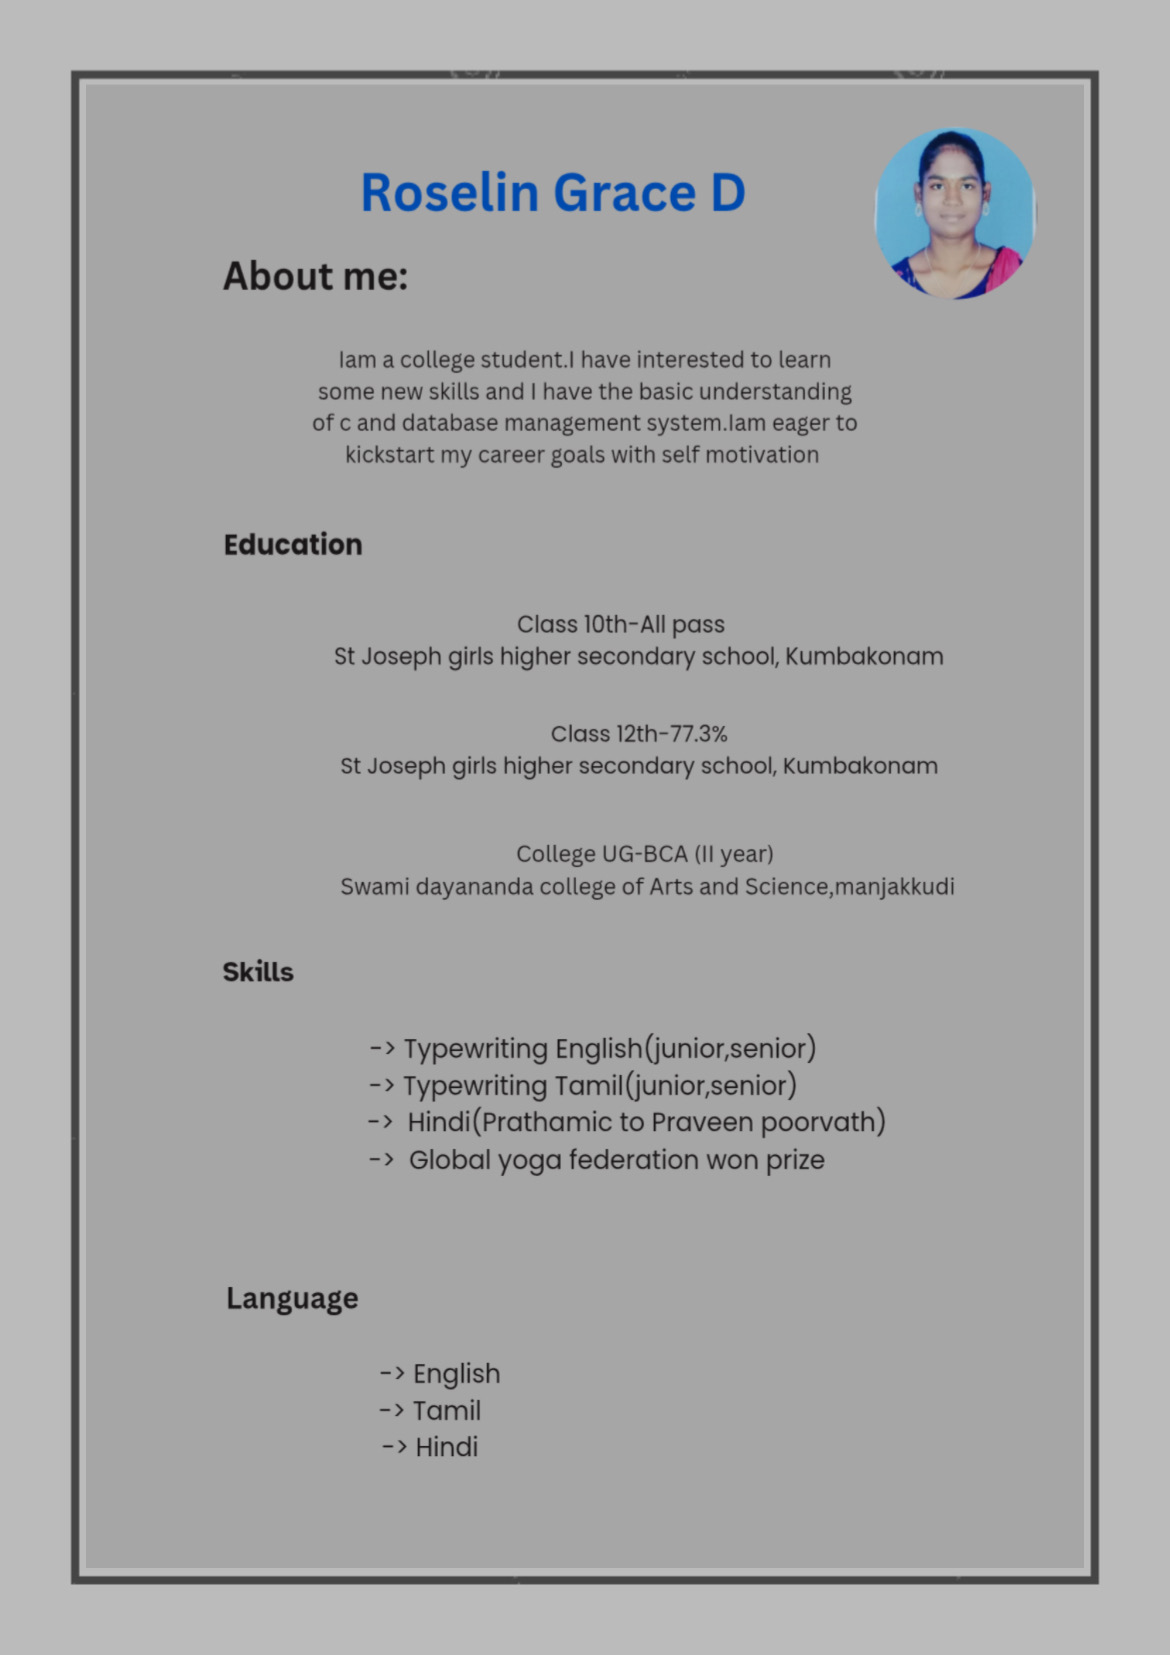 Roselin Grace D
About me:
Iam a college student.I have interested to learn
some new skills and I have the basic understanding
of c and database management system.Iam eager to
kickstart my career goals with self motivation
Education
Class 10th-All pass
St Joseph girls higher secondary school, Kumbakonam
Class 12th-77.3%
St Joseph girls higher secondary school, Kumbakonam
College UG-BCA (II year)
Swami dayananda college of Arts and Science,manjakkudi
Skills
-> Typewriting English(junior,senior)
-> Typewriting Tamil(junior,senior)
-> Hindi(Prathamic to Praveen poorvath)
-> Global yoga federation won prize
Language
-> English
-> Tamil
-> Hindi